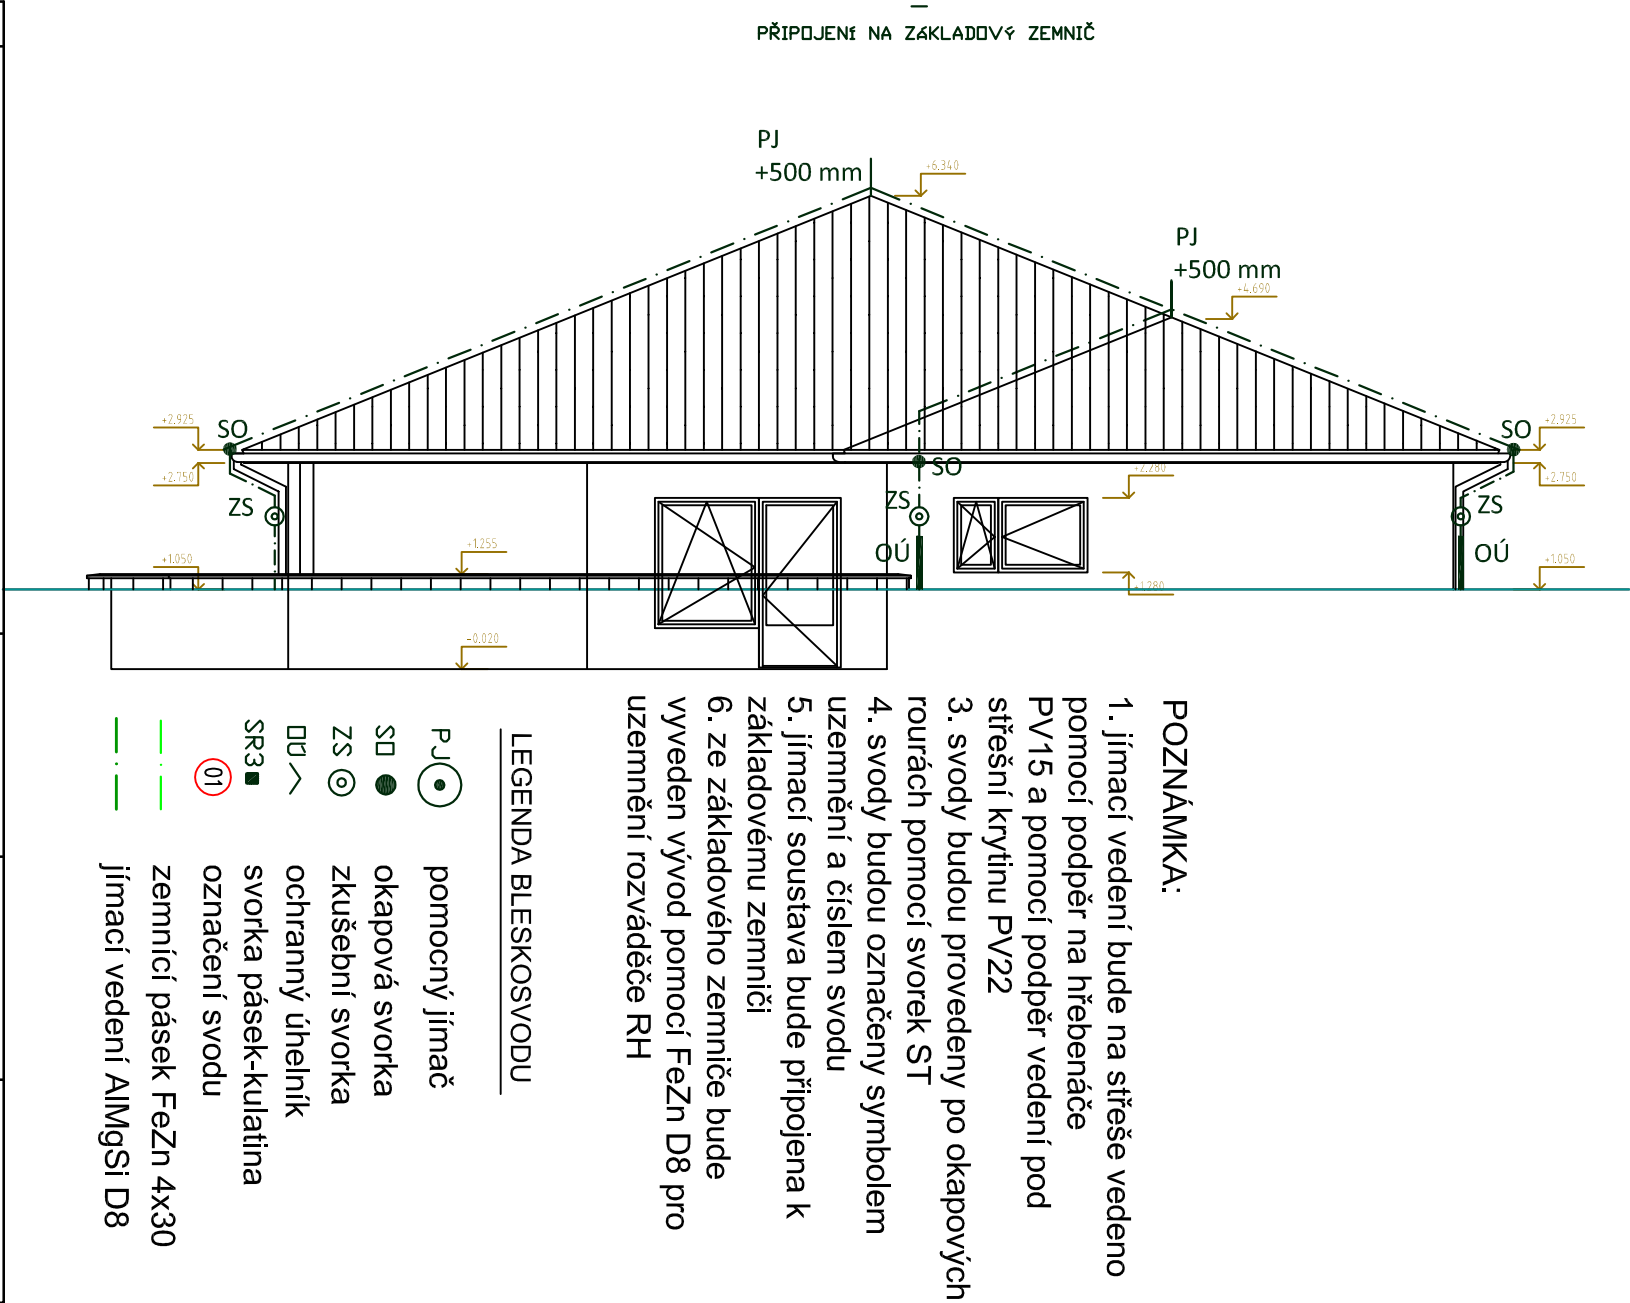 PŘIPOJENÍ NA ZÁKLADOVÝ ZEMNIČ
PJ
+500 mm
+6.340
PJ
+500 mm
+4.690
+2.925
SO
+2.750
ZS
+1.050
+1.255
-0.020
SO
ZS
OÚ
+2.280
+1.280
SO
+2.925
+2.750
ZS
OÚ
+1.050
POZNÁMKA:
1. jímací vedení bude na střeše vedeno
pomocí podpěr na hřebenáče
PV15 a pomocí podpěr vedení pod
střešní krytinu PV22
3. svody budou provedeny po okapových
rourách pomocí svorek ST
4. svody budou označeny symbolem
uzemnění a číslem svodu
5. jímací soustava bude připojena k
základovému zemniči
6. ze základového zemniče bude
vyveden vývod pomocí FeZn D8 pro
uzemnění rozváděče RH
LEGENDA BLESKOSVODU
PJ pomocný jímač
SO okapová svorka
ZS zkušební svorka
OÚ ochranný úhelník
SR3 svorka pásek-kulatina
01 označení svodu
zemnící pásek FeZn 4x30
jímací vedení AlMgSi D8